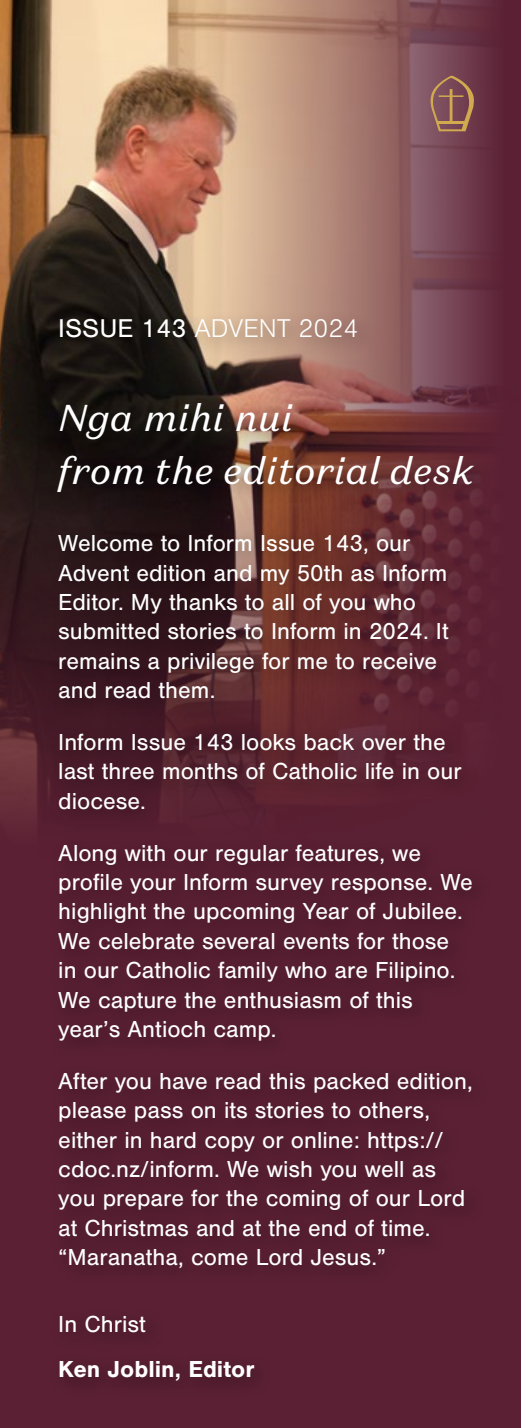 ISSUE 143 ADVENT 2024
Nga mihi nui
from the editorial desk
Welcome to Inform Issue 143, our
Advent edition and my 50th as Inform
Editor. My thanks to all of you who
submitted stories to Inform in 2024. It
remains a privilege for me to receive
and read them.
Inform Issue 143 looks back over the
last three months of Catholic life in our
diocese.
Along with our regular features, we
profile your Inform survey response. We
highlight the upcoming Year of Jubilee.
We celebrate several events for those
in our Catholic family who are Filipino.
We capture the enthusiasm of this
year’s Antioch camp.
After you have read this packed edition,
please pass on its stories to others,
either in hard copy or online: https://
cdoc.nz/inform. We wish you well as
you prepare for the coming of our Lord
at Christmas and at the end of time.
“Maranatha, come Lord Jesus.”
In Christ
Ken Joblin, Editor